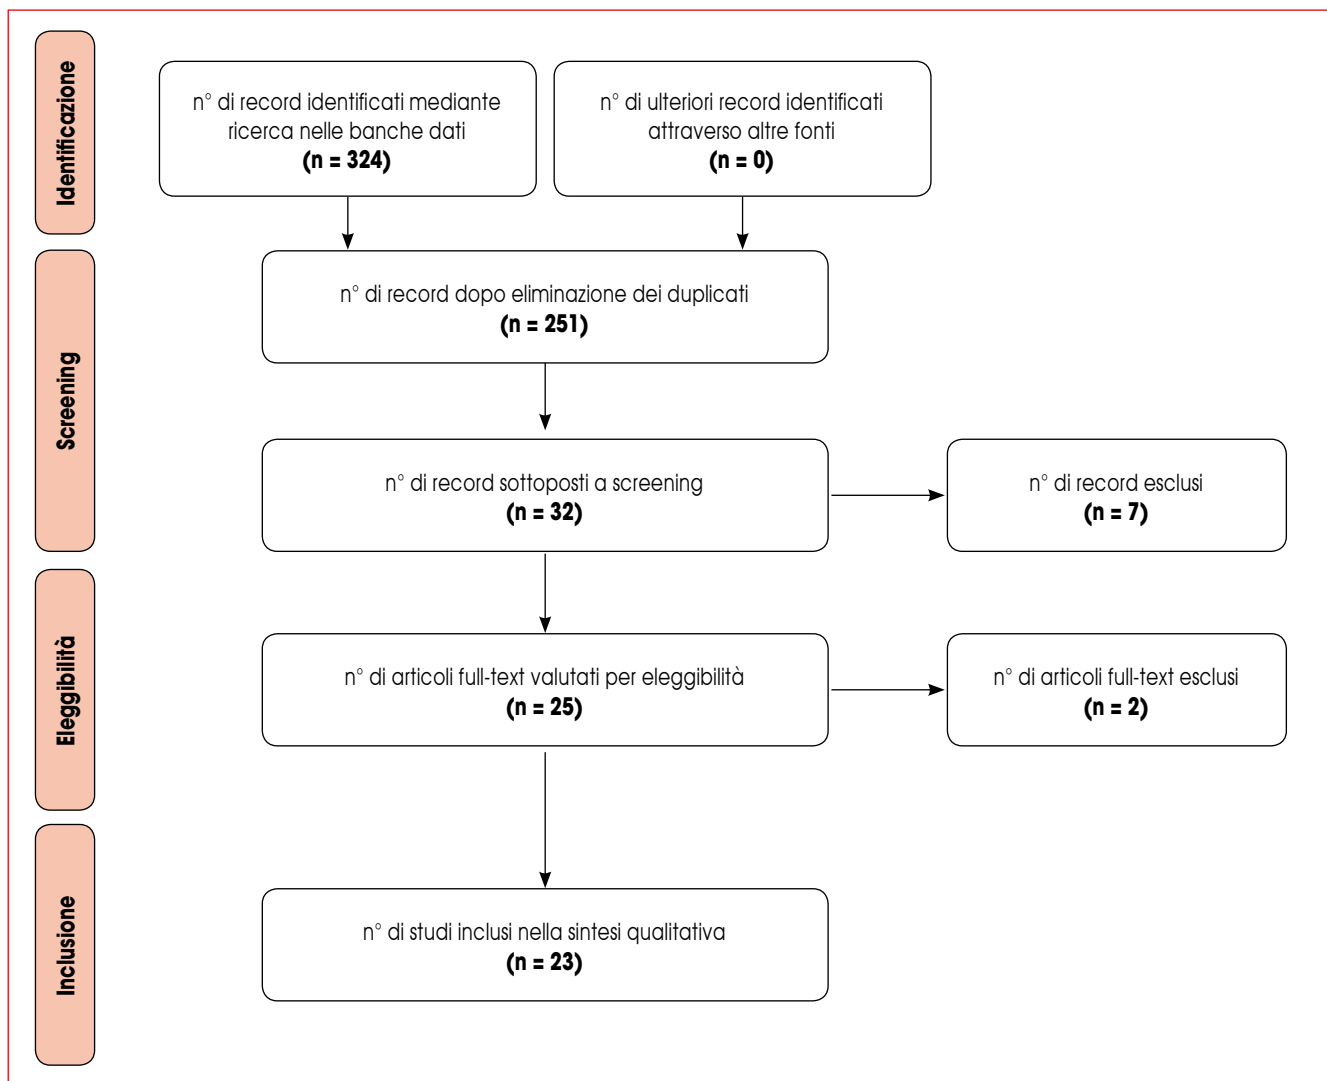 Identificazione
n° di record identificati mediante
ricerca nelle banche dati
(n = 324)
n° di ulteriori record identificati
attraverso altre fonti
(n = 0)
Screening
n° di record dopo eliminazione dei duplicati
(n = 251)
n° di record sottoposti a screening
(n = 32)
n° di record esclusi
(n = 7)
Eleggibilità
n° di articoli full-text valutati per eleggibilità
(n = 25)
n° di articoli full-text esclusi
(n = 2)
Inclusione
n° di studi inclusi nella sintesi qualitativa
(n = 23)